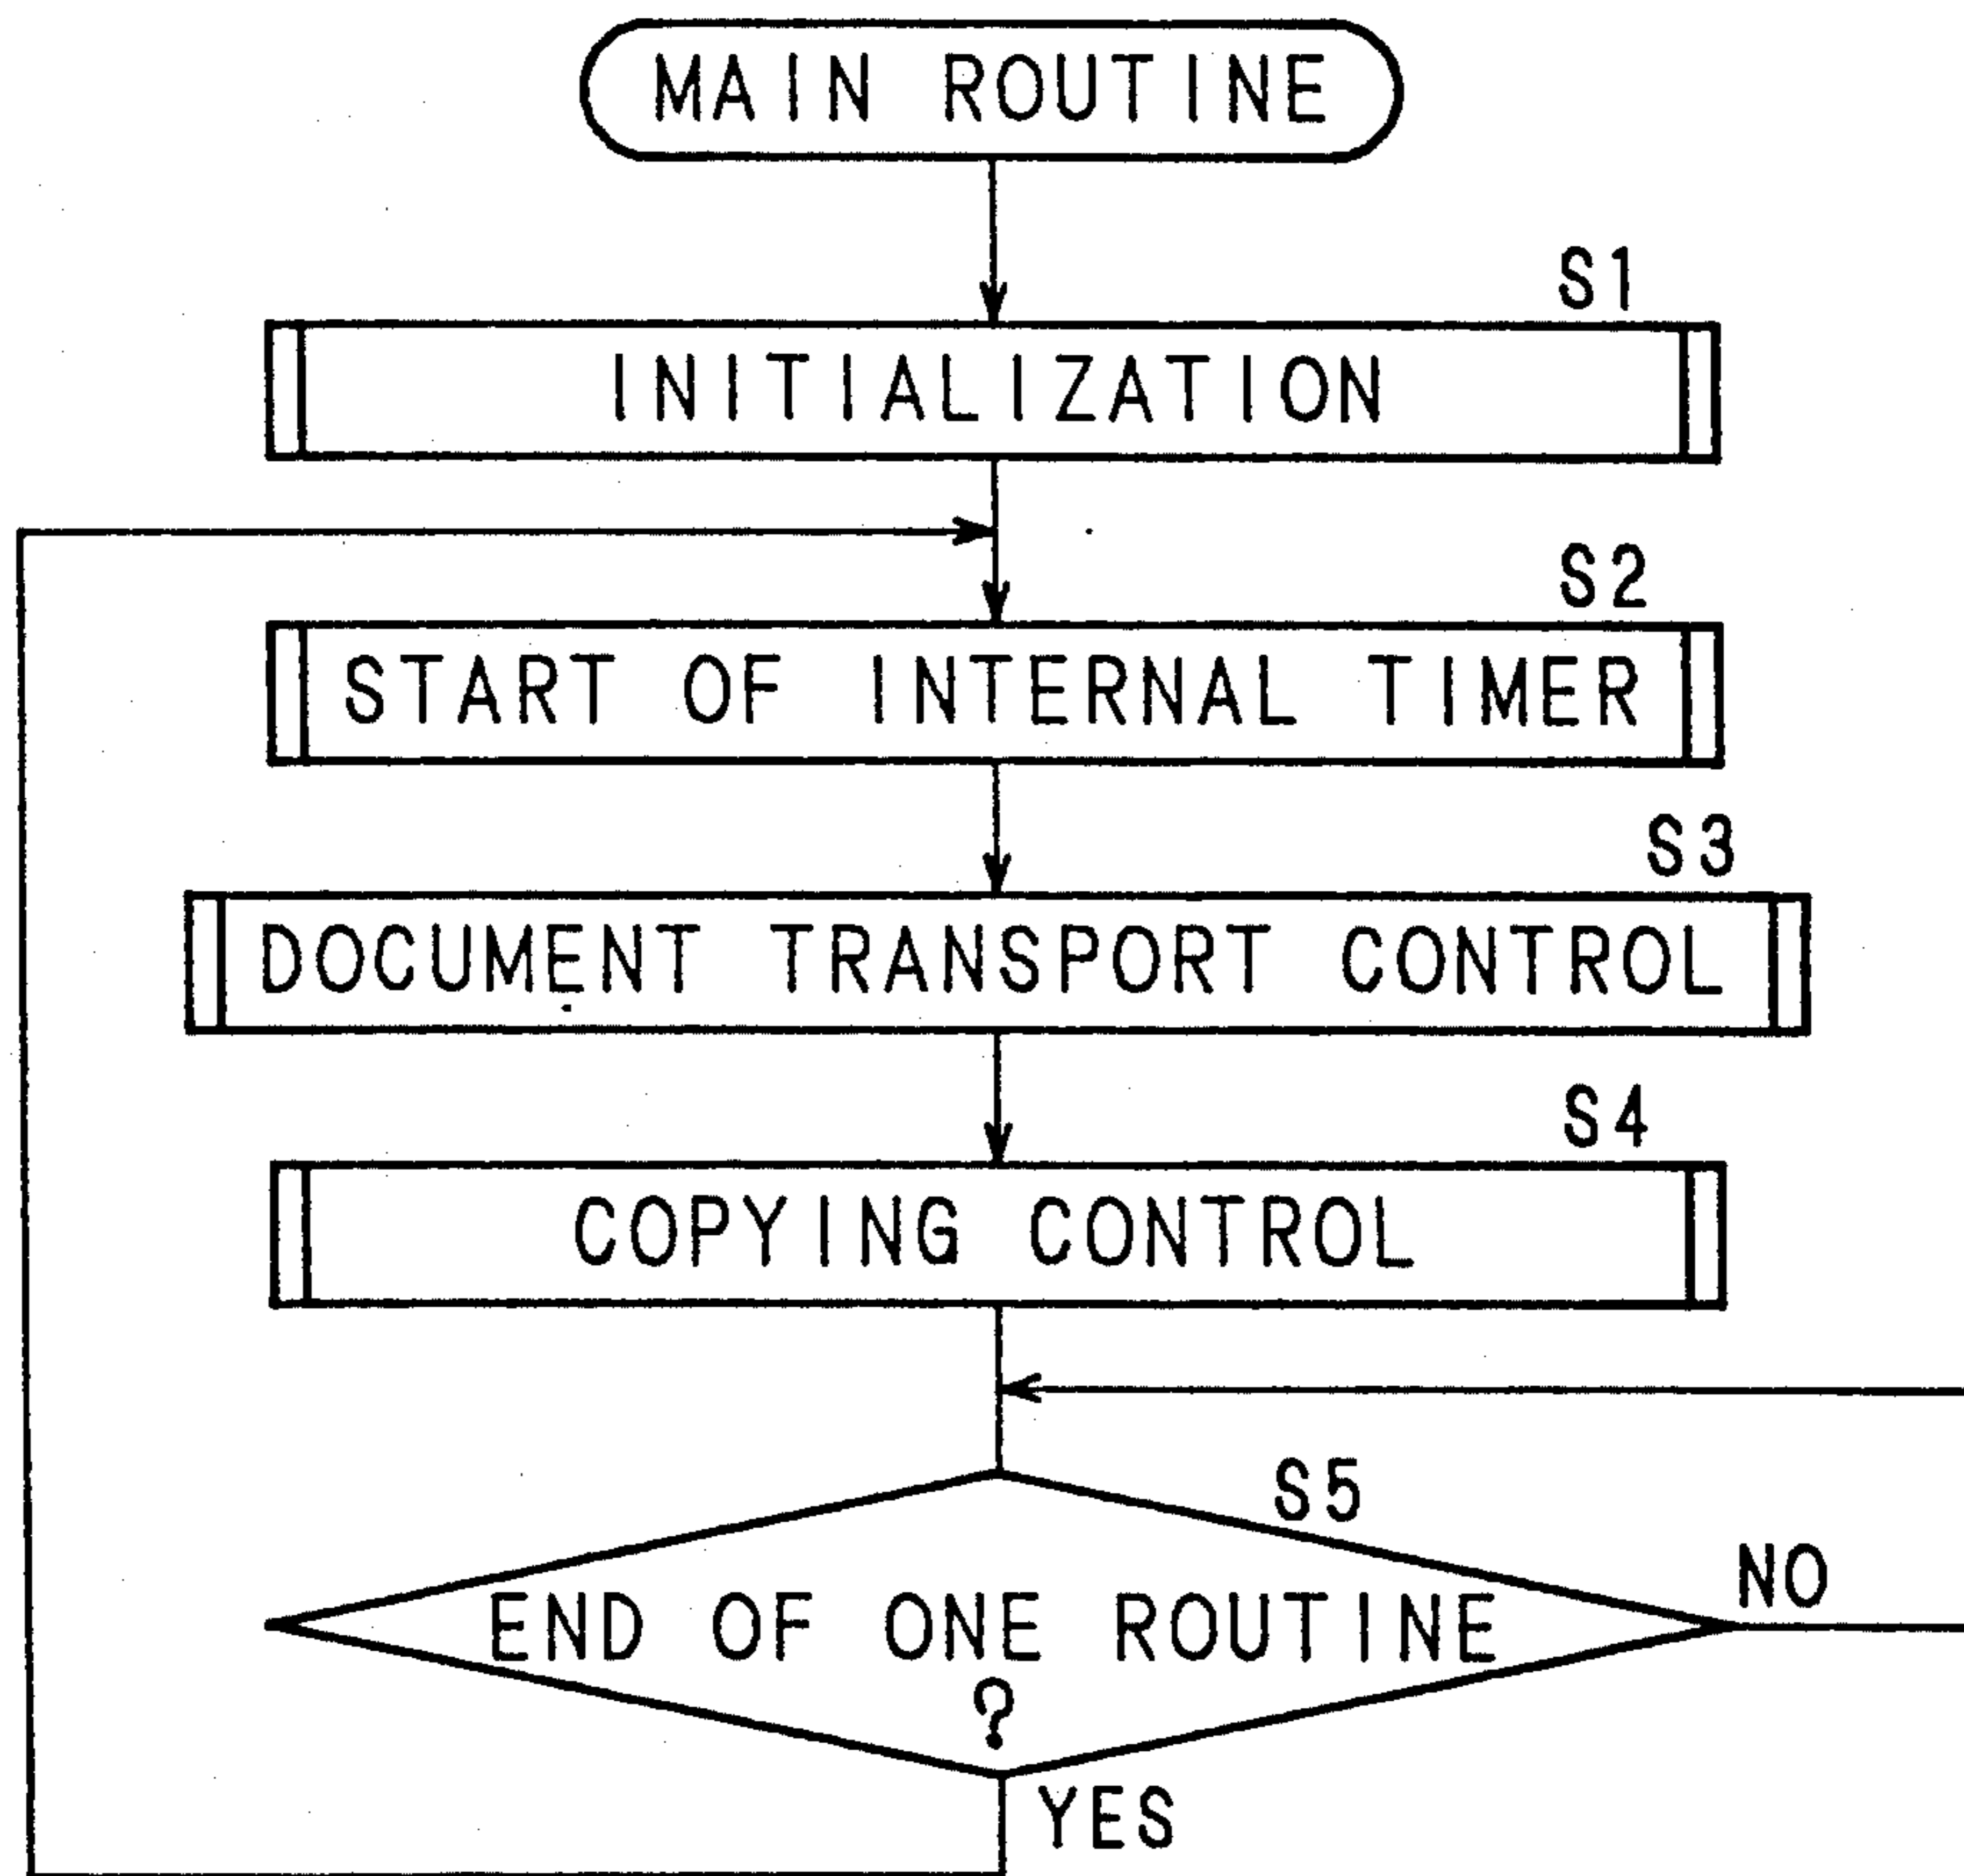 MAIN ROUTINE
S1
INITIALIZATION
S2
START OF INTERNAL TIMER
S3
DOCUMENT TRANSPORT CONTROL
S4
COPYING CONTROL
S5
NO
END OF ONE ROUTINE
?
YES